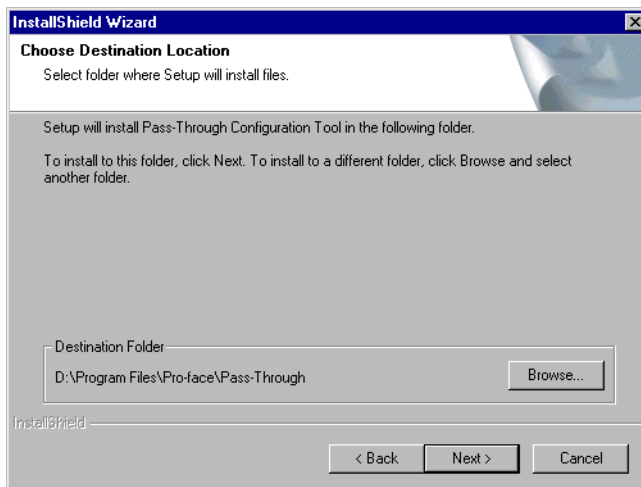 InstallShield Wizard
Choose Destination Location
Select folder where Setup will install files.
Setup will install Pass-Through Configuration Tool in the following folder.
To install to this folder, click Next. To install to a different folder, click Browse and select
another folder.
Destination Folder
D:\Program Files\Pro-face\Pass-Through
Browse...
InstallShield
< Back
Next >
Cancel